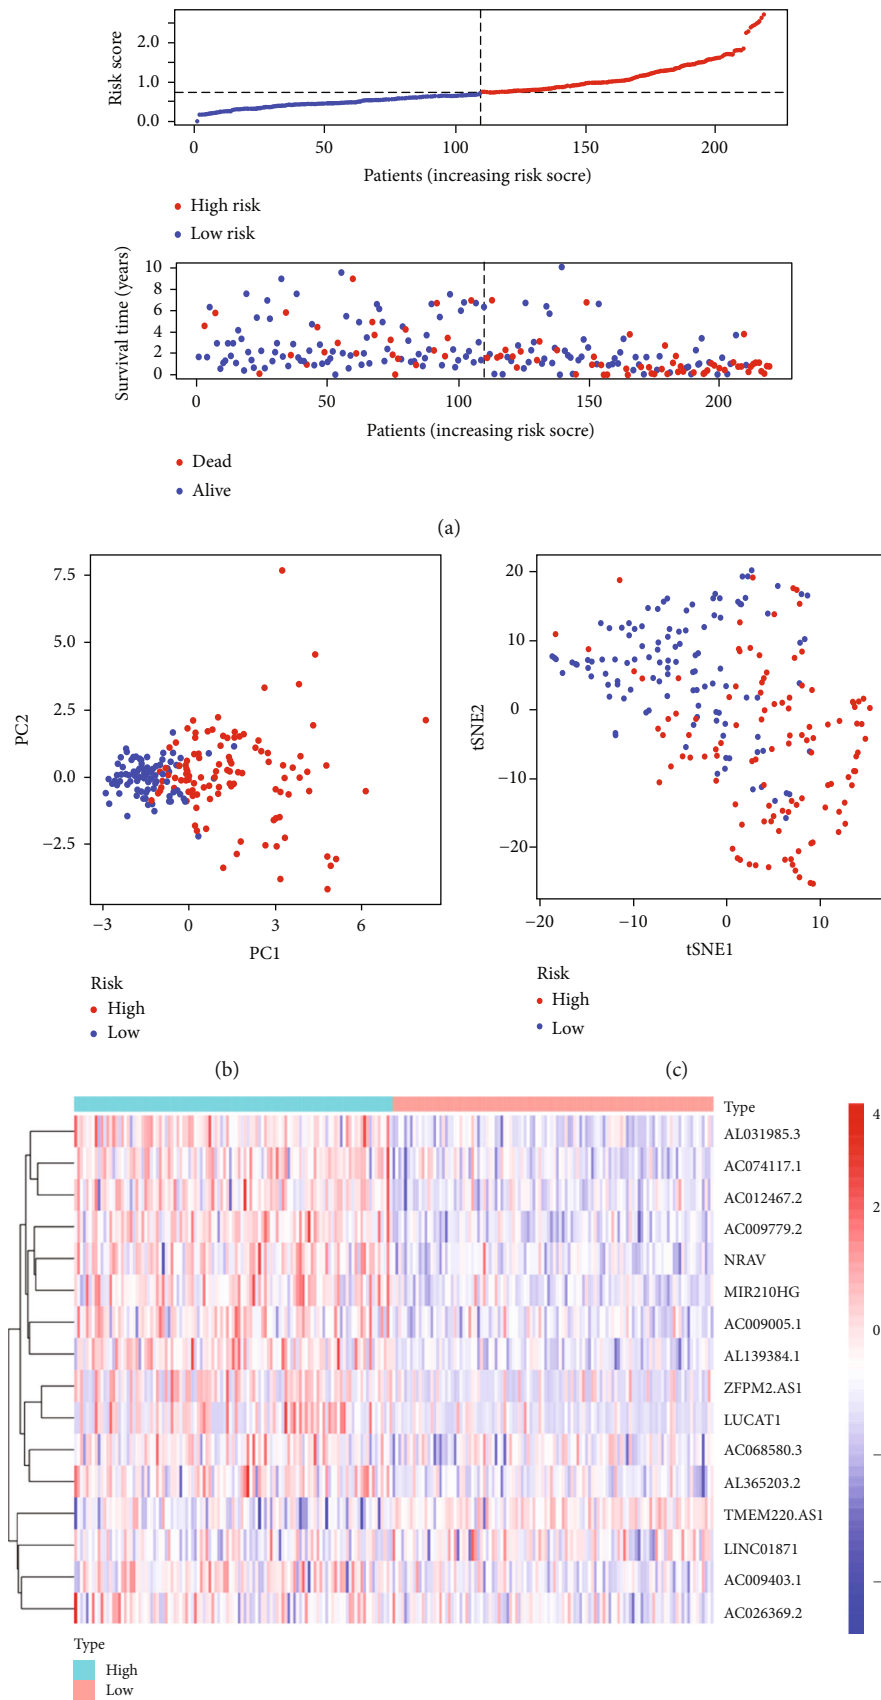 Risk score
2.0
1.0
0.0
0 50 100 150 200
Patients (increasing risk socre)
High risk
Low risk
Survival time (years)
10
8
6
4
2
0
0 50 100 150 200
Patients (increasing risk socre)
Dead
Alive
(a)
PC2
7.5
5.0
2.5
0.0
−2.5
−3 0 3 6
PC1
Risk
High
Low
(b)
tSNE2
20
10
0
−10
−20
−20 −10 0 10
tSNE1
Risk
High
Low
(c)
Type
AL031985.3
AC074117.1
AC012467.2
AC009779.2
NRAV
MIR210HG
AC009005.1
AL139384.1
ZFPM2.AS1
LUCAT1
AC068580.3
AL365203.2
TMEM220.AS1
LINC01871
AC009403.1
AC026369.2
4
2
0
Type
High
Low